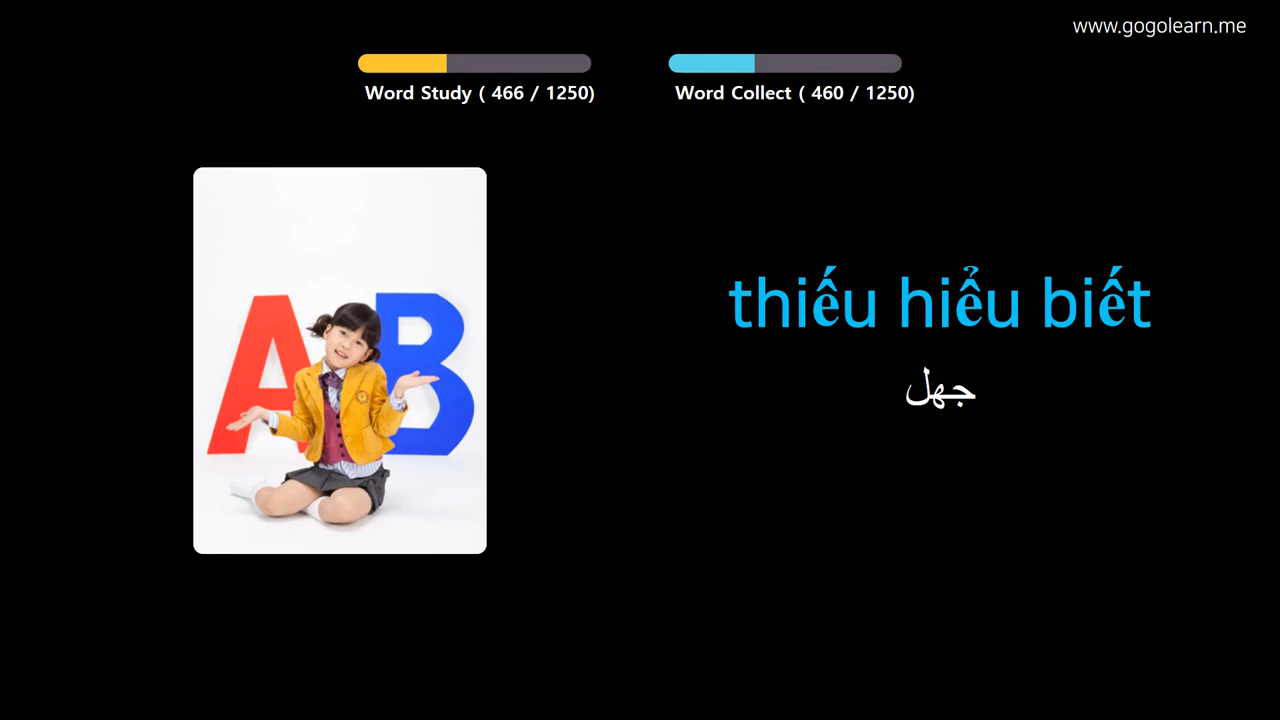 www.gogolearn.me
Word Study ( 466 / 1250)
Word Collect ( 460 / 1250)
A B
thiếu hiểu biết
جهل